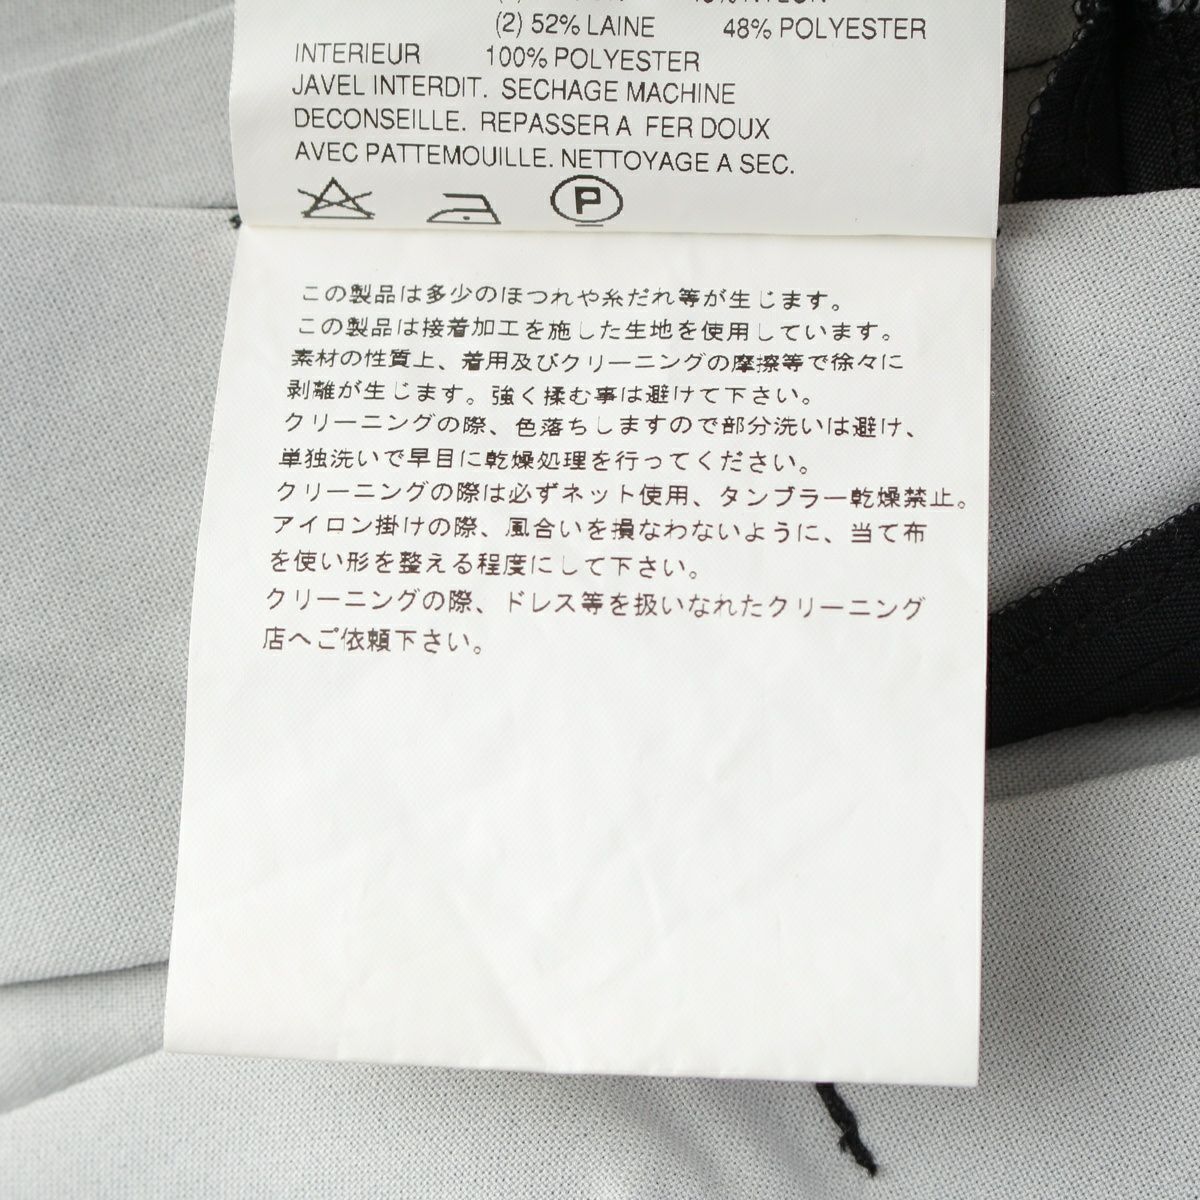 (2) 52% LAINE 48% POLYESTER
INTERIEUR 100% POLYESTER
JAVEL INTERDIT. SECHAGE MACHINE
DECONSEILLE. REPASSER A FER DOUX
AVEC PATTEMOUILLE. NETTOYAGE A SEC.
P
この製品は多少のほつれや糸だれ等が生じます。
この製品は接着加工を施した生地を使用しています。
素材の性質上、着用及びクリーニングの摩擦等で徐々に
剥離が生じます。強く揉む事は避けて下さい。
クリーニングの際、色落ちしますので部分洗いは避け、
単独洗いで早目に乾燥処理を行ってください。
クリーニングの際は必ずネット使用、タンブラー乾燥禁止。
アイロン掛けの際、風合いを損なわないように、当て布
を使い形を整える程度にして下さい。
クリーニングの際、ドレス等を扱いなれたクリーニング
店へご依頼下さい。